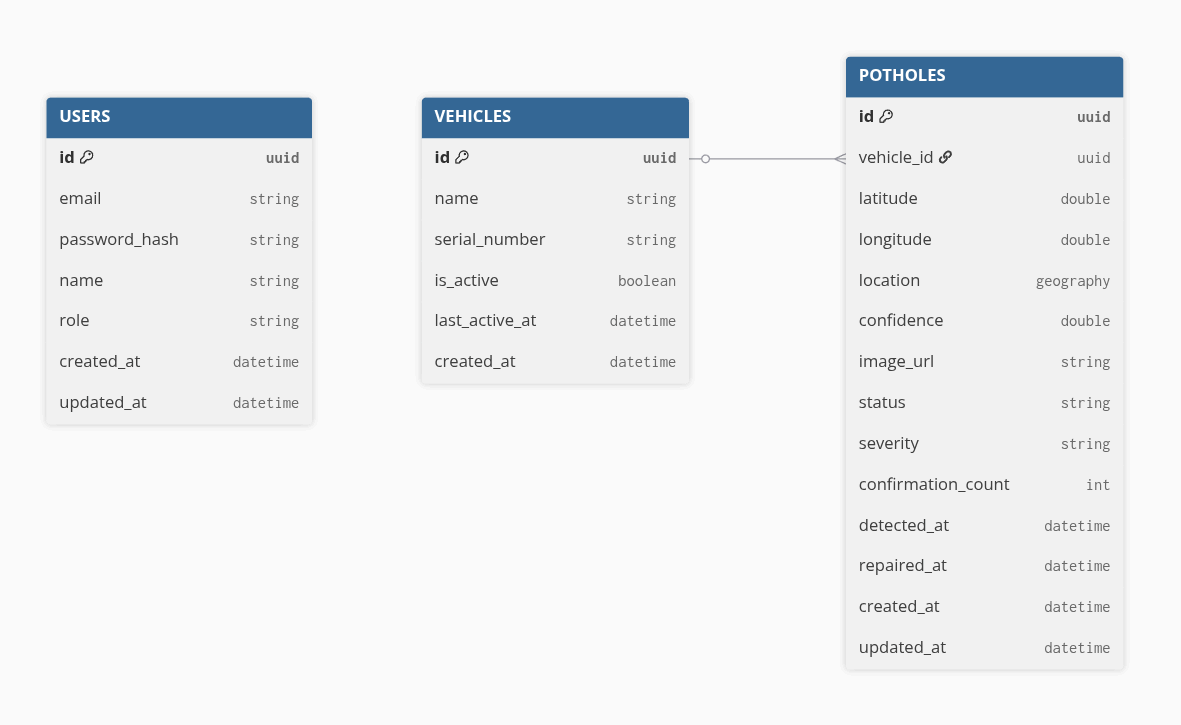 USERS
id uuid
email string
password_hash string
name string
role string
created_at datetime
updated_at datetime
VEHICLES
id uuid
name string
serial_number string
is_active boolean
last_active_at datetime
created_at datetime
POTHOLES
id uuid
vehicle_id uuid
latitude double
longitude double
location geography
confidence double
image_url string
status string
severity string
confirmation_count int
detected_at datetime
repaired_at datetime
created_at datetime
updated_at datetime